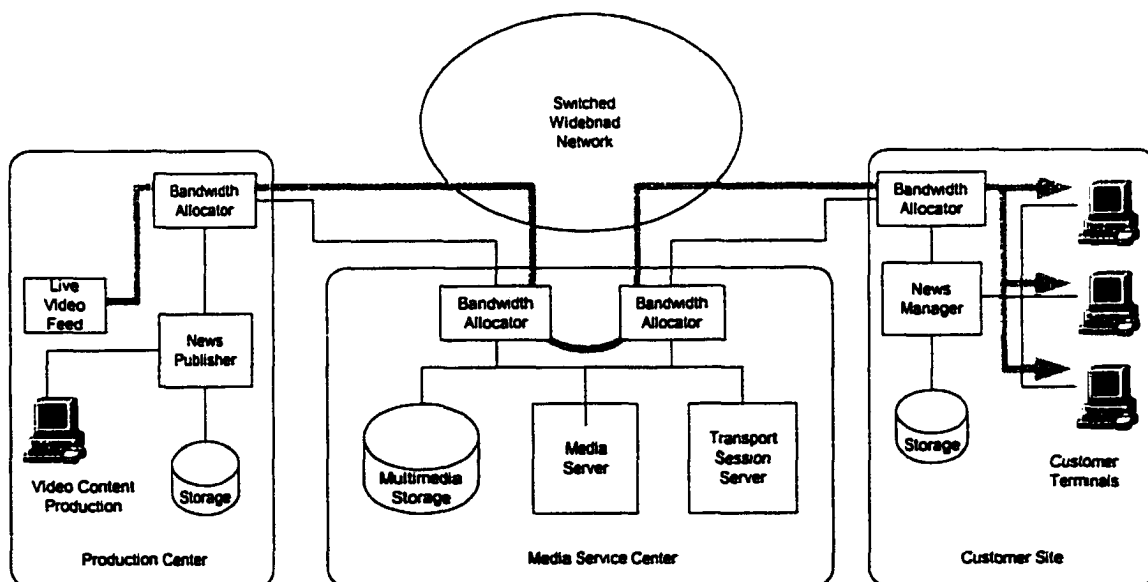 Switched
Widebnad
Network
Bandwidth
Allocator
Live
Video
Feed
News
Publisher
Video Content
Production
Storage
Production Center
Bandwidth
Allocator
Bandwidth
Allocator
Multimedia
Storage
Media
Server
Transport
Session
Server
Media Service Center
Bandwidth
Allocator
News
Manager
Storage
Customer
Terminals
Customer Site